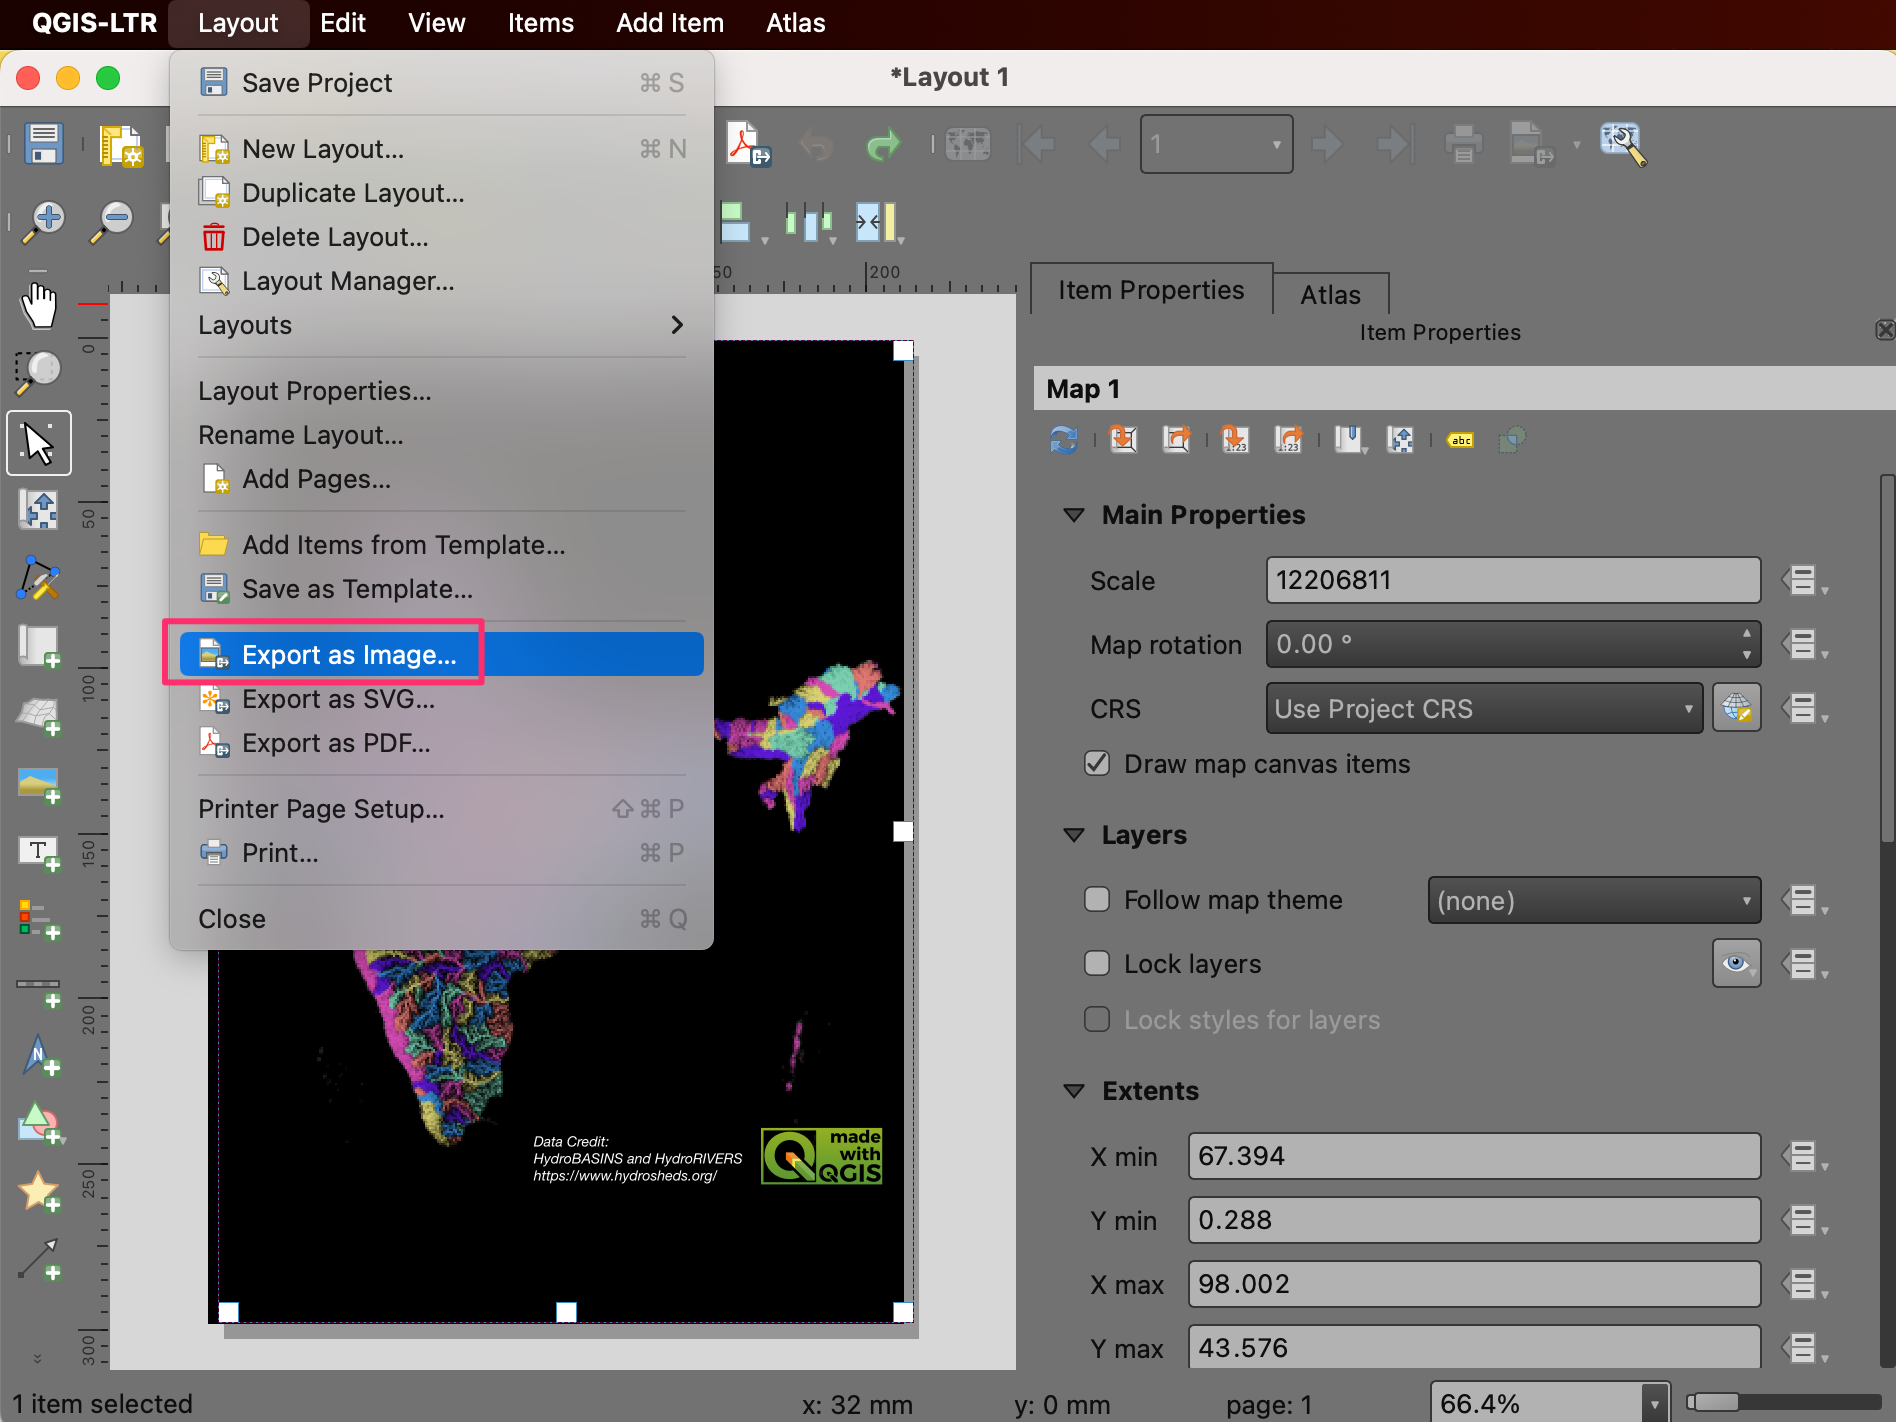 QGIS-LTR Layout Edit View Items Add Item Atlas
*Layout 1
Save Project ⌘ S
New Layout... ⌘ N
Duplicate Layout...
Delete Layout...
Layout Manager...
Layouts
Layout Properties...
Rename Layout...
Add Pages...
Add Items from Template...
Save as Template...
Export as Image...
Export as SVG...
Export as PDF...
Printer Page Setup... ⇧ ⌘ P
Print... ⌘ P
Close ⌘ Q
1
50 200
0
50
100
150
200
250
300
T
N
Data Credit:
HydroBASINS and HydroRIVERS
https://www.hydrosheds.org/
made
with
QGIS
Item Properties Atlas
Item Properties
Map 1
1:23 1:23 abc
Main Properties
Scale 12206811
Map rotation 0.00 °
CRS Use Project CRS
Draw map canvas items
Layers
Follow map theme (none)
Lock layers
Lock styles for layers
Extents
X min 67.394
Y min 0.288
X max 98.002
Y max 43.576
1 item selected x: 32 mm y: 0 mm page: 1 66.4%